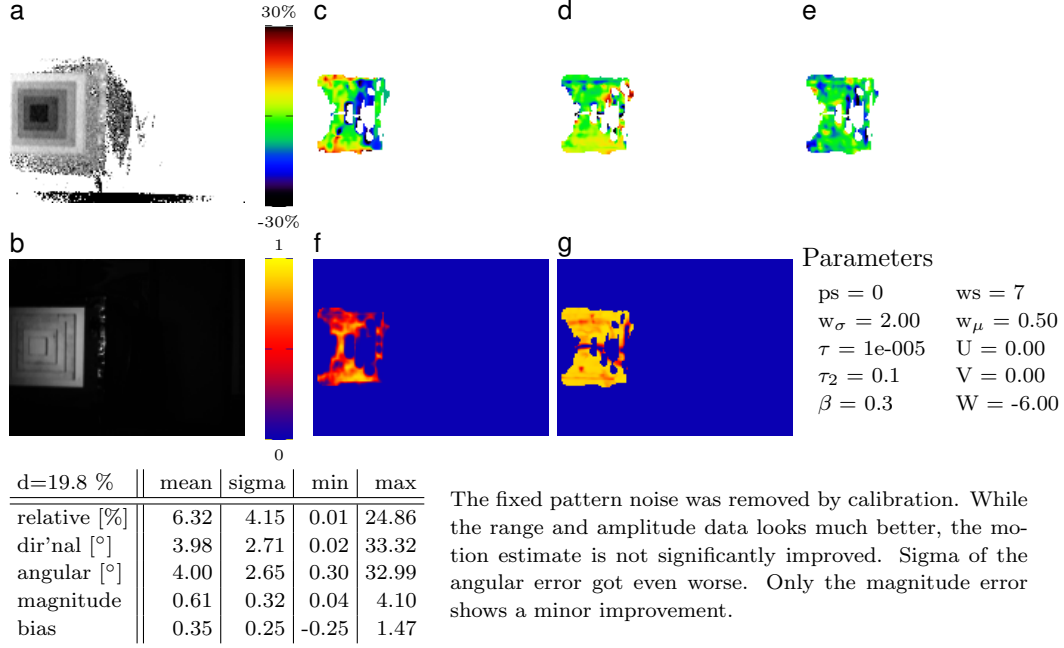 a
30%
c
d
e
-30%
b
1
f
g
0
Parameters
ps = 0 ws = 7
wσ = 2.00 wμ = 0.50
τ = 1e-005 U = 0.00
τ2 = 0.1 V = 0.00
β = 0.3 W = -6.00
d=19.8 % mean sigma min max
relative [%] 6.32 4.15 0.01 24.86
dir'nal [°] 3.98 2.71 0.02 33.32
angular [°] 4.00 2.65 0.30 32.99
magnitude 0.61 0.32 0.04 4.10
bias 0.35 0.25 -0.25 1.47
The fixed pattern noise was removed by calibration. While
the range and amplitude data looks much better, the mo-
tion estimate is not significantly improved. Sigma of the
angular error got even worse. Only the magnitude error
shows a minor improvement.